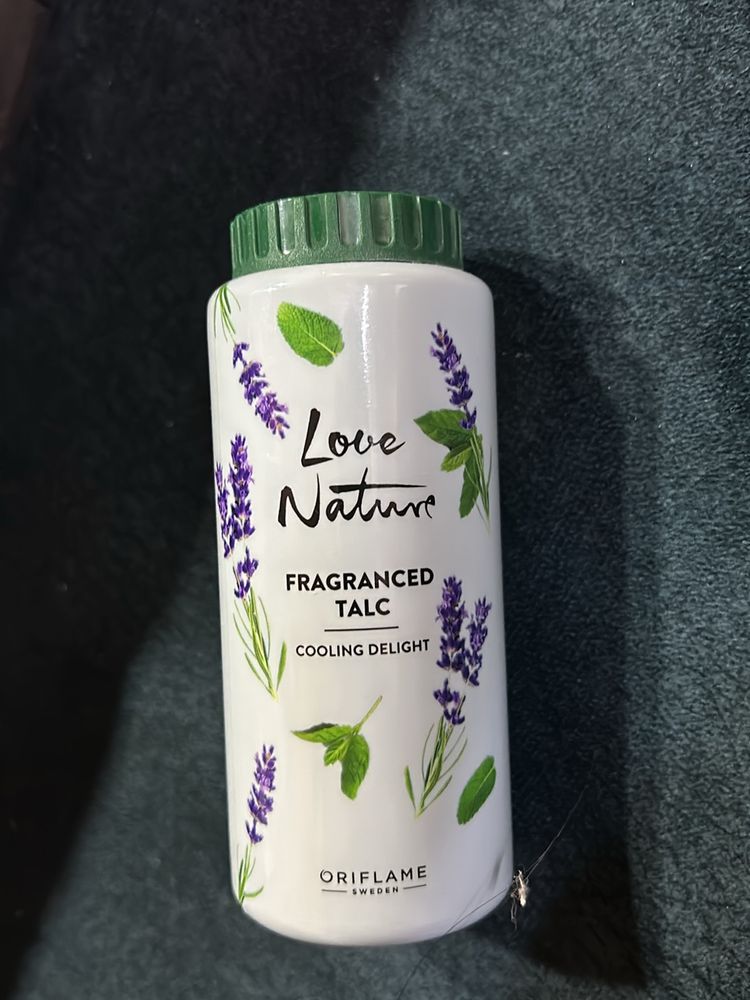 Love
Nature
FRAGRANCED
TALC
COOLING DELIGHT
ORIFLAME
SWEDEN